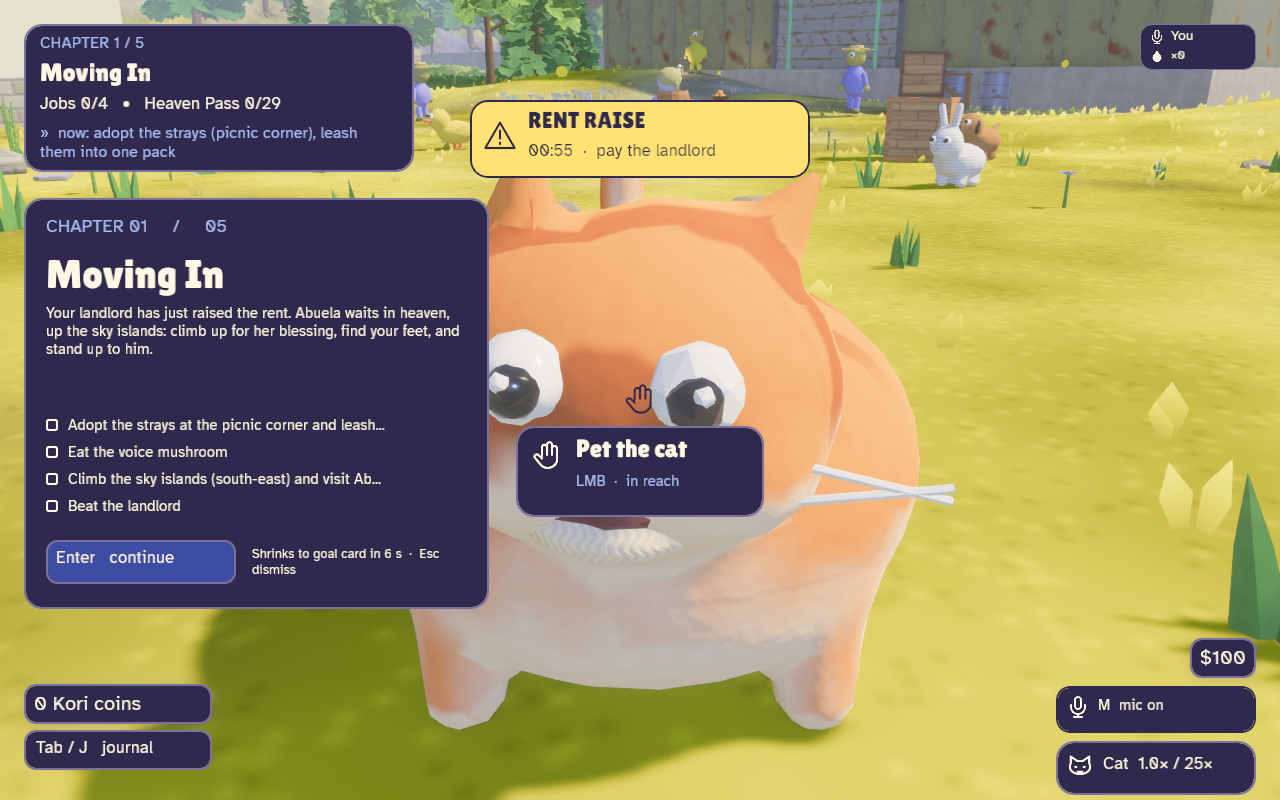 CHAPTER 1 / 5
Moving In
Jobs 0/4 • Heaven Pass 0/29
» now: adopt the strays (picnic corner), leash
them into one pack
RENT RAISE
00:55 · pay the landlord
You
×0
CHAPTER 01 / 05
Moving In
Your landlord has just raised the rent. Abuela waits in heaven,
up the sky islands: climb up for her blessing, find your feet, and
stand up to him.
Adopt the strays at the picnic corner and leash...
Eat the voice mushroom
Climb the sky islands (south-east) and visit Ab...
Beat the landlord
Enter continue
Shrinks to goal card in 6 s · Esc
dismiss
Pet the cat
LMB · in reach
0 Kori coins
Tab / J journal
$100
M mic on
Cat 1.0× / 25×